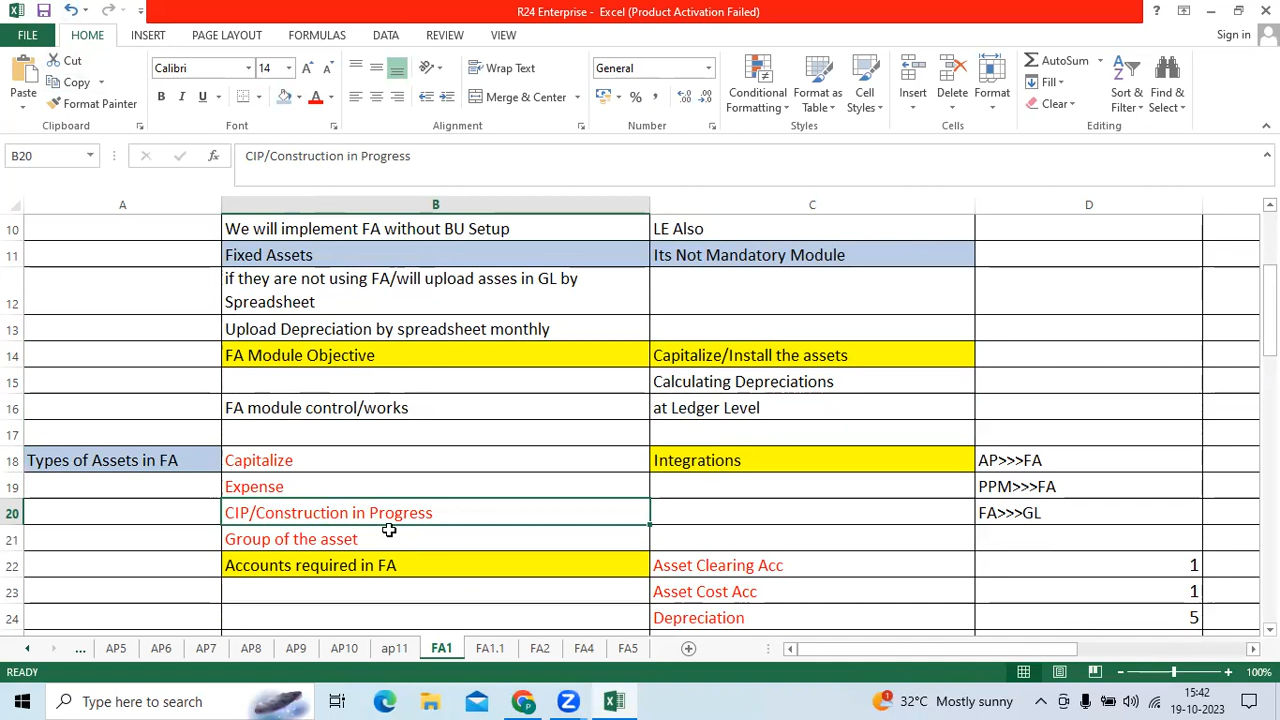 R24 Enterprise - Excel (Product Activation Failed)
FILE HOME INSERT PAGE LAYOUT FORMULAS DATA REVIEW VIEW Sign in
Paste
Cut
Copy
Format Painter
Clipboard
Calibri 14
B I U
Font
Wrap Text
Merge & Center
Alignment
General
Number
Conditional Formatting
Format as Table
Cell Styles
Styles
Insert
Delete
Format
Cells
AutoSum
Fill
Clear
Sort & Filter
Find & Select
Editing
B20 CIP/Construction in Progress
A B C D
10 We will implement FA without BU Setup LE Also
11 Fixed Assets Its Not Mandatory Module
12 if they are not using FA/will upload asses in GL by
Spreadsheet
13 Upload Depreciation by spreadsheet monthly
14 FA Module Objective Capitalize/Install the assets
15 Calculating Depreciations
16 FA module control/works at Ledger Level
17
18 Types of Assets in FA Capitalize Integrations AP>>>FA
19 Expense PPM>>>FA
20 CIP/Construction in Progress FA>>>GL
21 Group of the asset
22 Accounts required in FA Asset Clearing Acc 1
23 Asset Cost Acc 1
24 Depreciation 5
... AP5 AP6 AP7 AP8 AP9 AP10 ap11 FA1 FA1.1 FA2 FA4 FA5
READY 100%
Type here to search 32°C Mostly sunny 15:42
19-10-2023